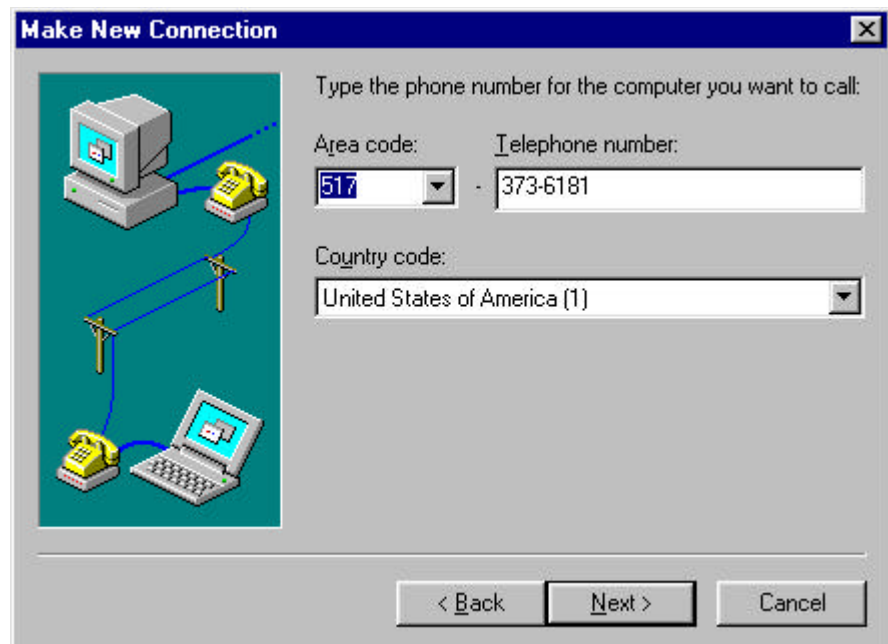 Make New Connection
Type the phone number for the computer you want to call:
Area code: Telephone number:
517 - 373-6181
Country code:
United States of America (1)
< Back Next > Cancel